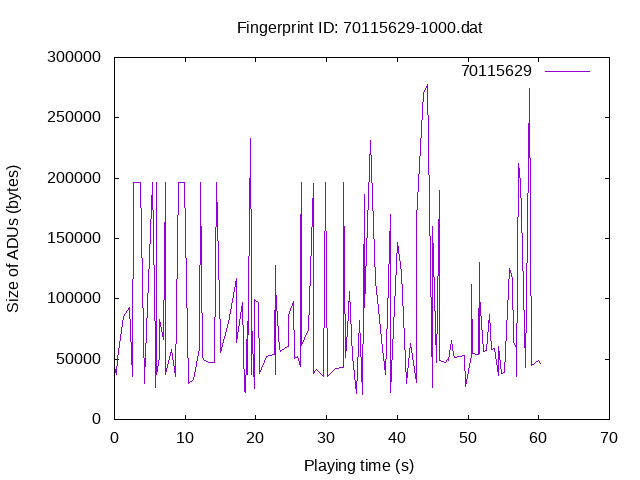 Fingerprint ID: 70115629-1000.dat
70115629
300000
250000
200000
150000
100000
50000
0
Size of ADUs (bytes)
0 10 20 30 40 50 60 70
Playing time (s)